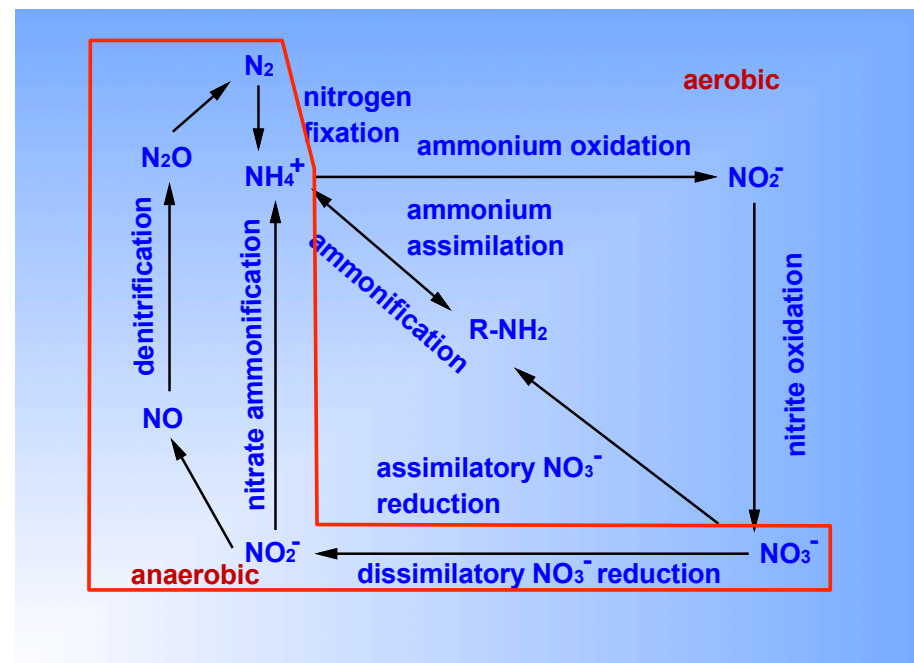 N₂
aerobic
nitrogen
fixation
ammonium oxidation
N₂O
NH₄⁺
NO₂⁻
ammonium
assimilation
ammonification
denitrification
nitrate ammonification
R-NH₂
nitrite oxidation
NO
assimilatory NO₃⁻
reduction
NO₂⁻
NO₃⁻
anaerobic
dissimilatory NO₃⁻ reduction